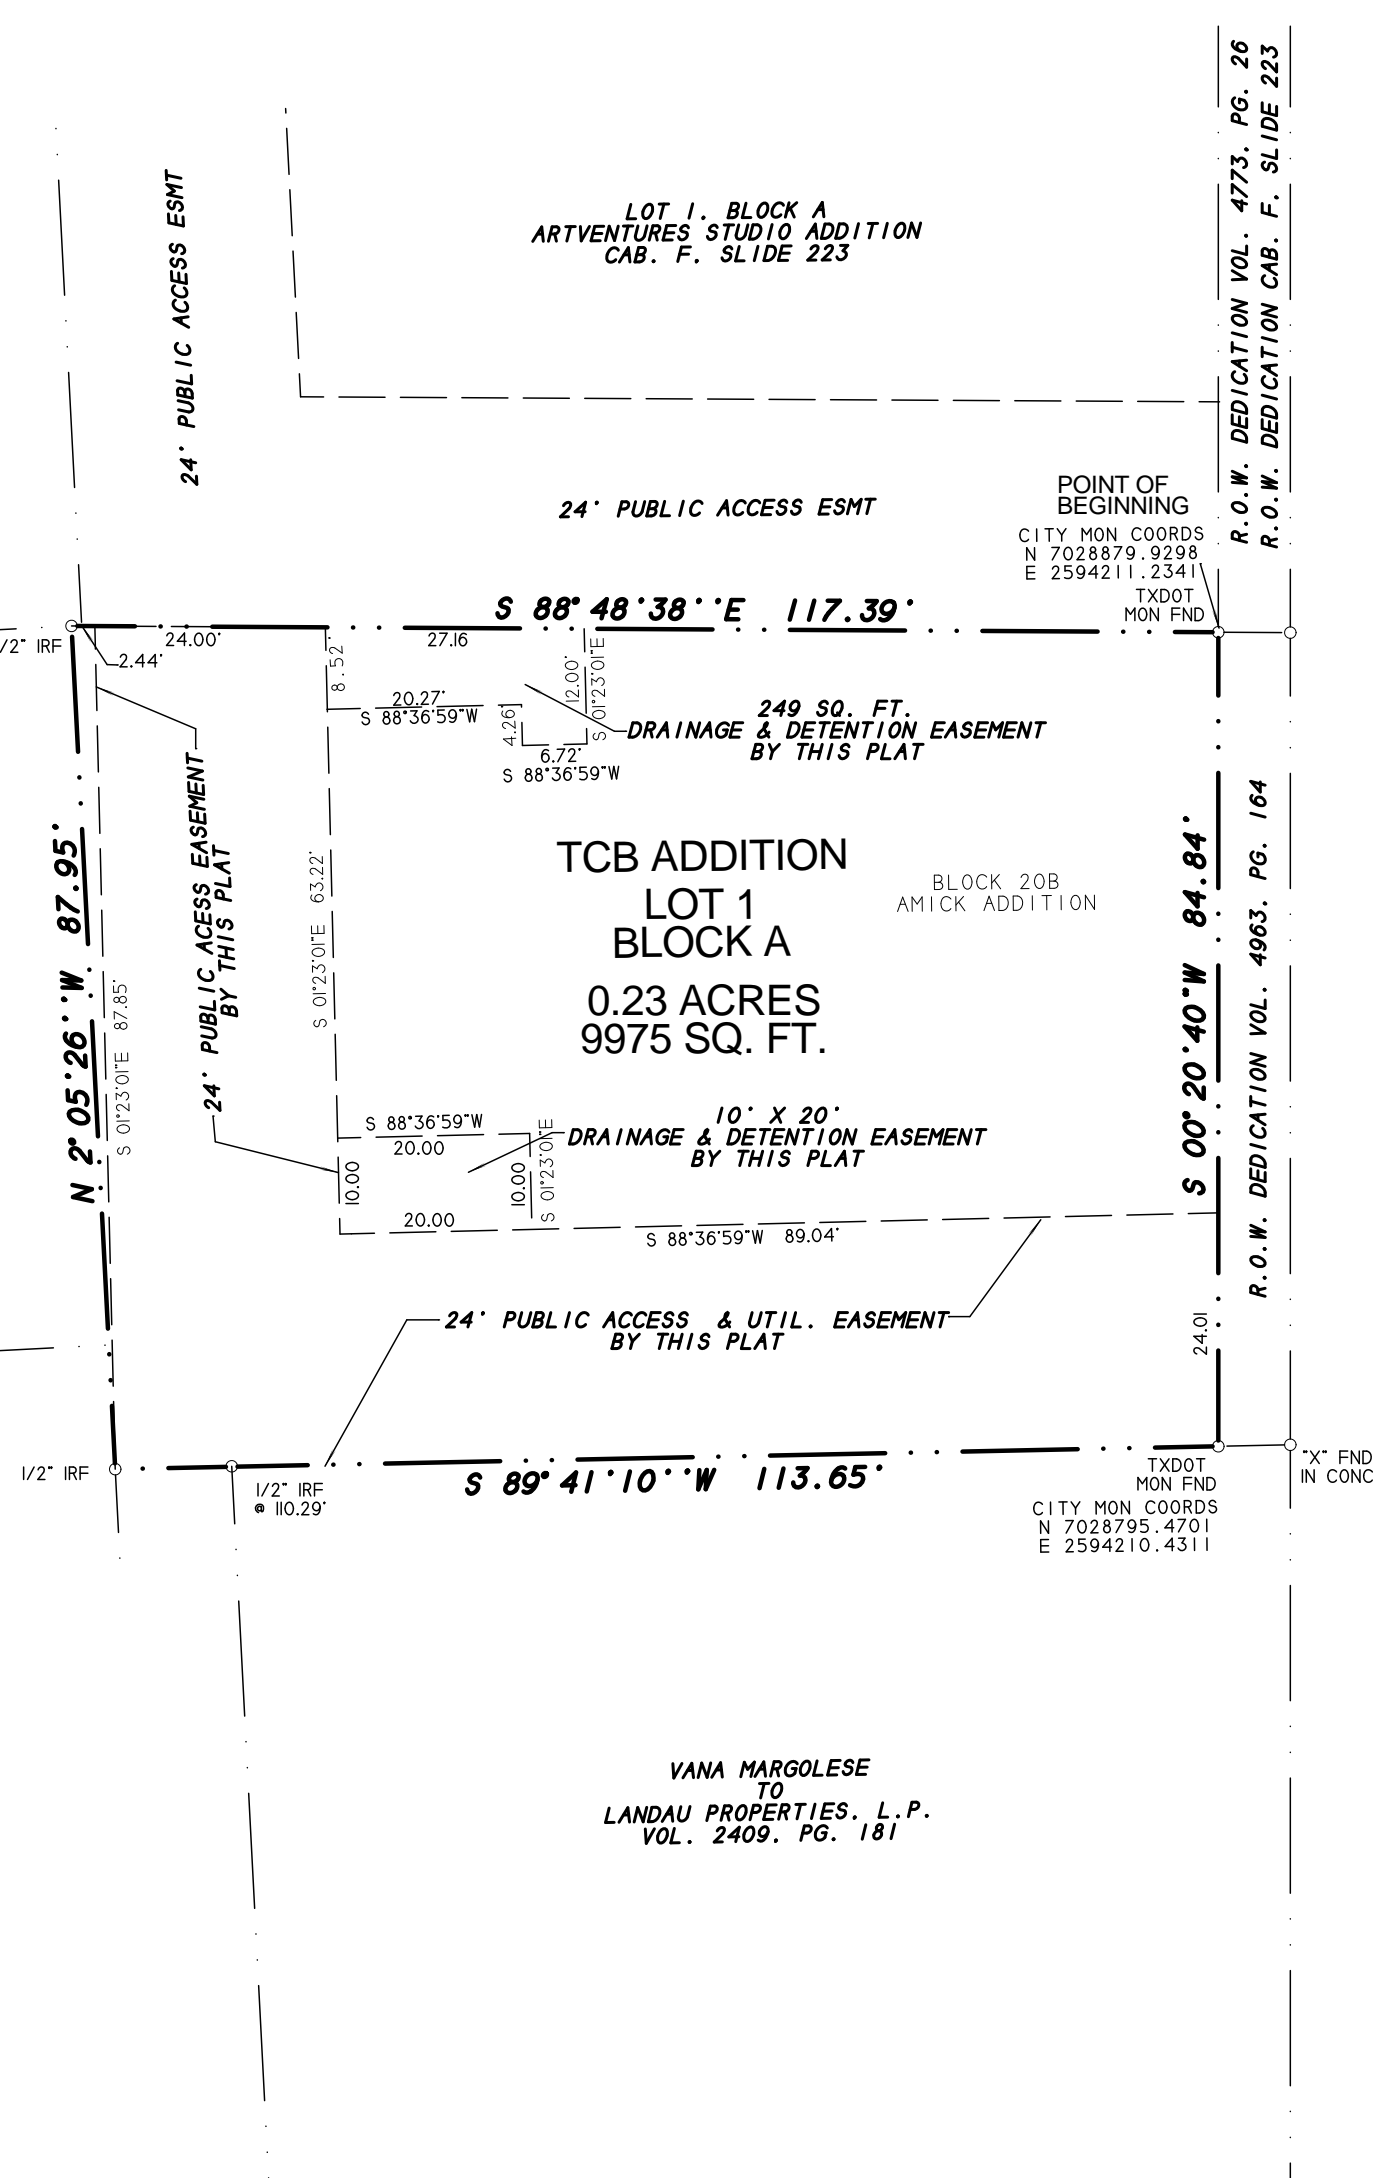 R.O.W. DEDICATION VOL. 4773. PG. 26
R.O.W. DEDICATION CAB. F. SLIDE 223
24' PUBLIC ACCESS ESMT
LOT 1. BLOCK A
ARTVENTURES STUDIO ADDITION
CAB. F. SLIDE 223
24' PUBLIC ACCESS ESMT
POINT OF
BEGINNING
CITY MON COORDS
N 7028879.9298
E 2594211.2341
TXDOT
MON FND
S 88°48'38''E 117.39'
/2" IRF
2.44'
24.00'
27.16
8.52'
20.27'
S 88°36'59"W
4.26
12.00'
S 01°23'01"E
6.72'
S 88°36'59"W
249 SQ. FT.
DRAINAGE & DETENTION EASEMENT
BY THIS PLAT
N 2°05'26''W 87.95'
S 01°23'01"E 87.85'
24' PUBLIC ACESS EASEMENT
BY THIS PLAT
S 01°23'01"E 63.22'
TCB ADDITION
LOT 1
BLOCK A
0.23 ACRES
9975 SQ. FT.
BLOCK 20B
AMICK ADDITION
S 00°20'40"W 84.84'
R.O.W. DEDICATION VOL. 4963. PG. 164
S 88°36'59"W
20.00
10.00
10.00
S 01°23'01"E
20.00
10' X 20'
DRAINAGE & DETENTION EASEMENT
BY THIS PLAT
S 88°36'59"W 89.04'
24' PUBLIC ACCESS & UTIL. EASEMENT
BY THIS PLAT
24.01
1/2" IRF
1/2" IRF
@ 110.29'
S 89°41'10''W 113.65'
TXDOT
MON FND
"X" FND
IN CONC
CITY MON COORDS
N 7028795.4701
E 2594210.4311
VANA MARGOLESE
TO
LANDAU PROPERTIES. L.P.
VOL. 2409. PG. 181